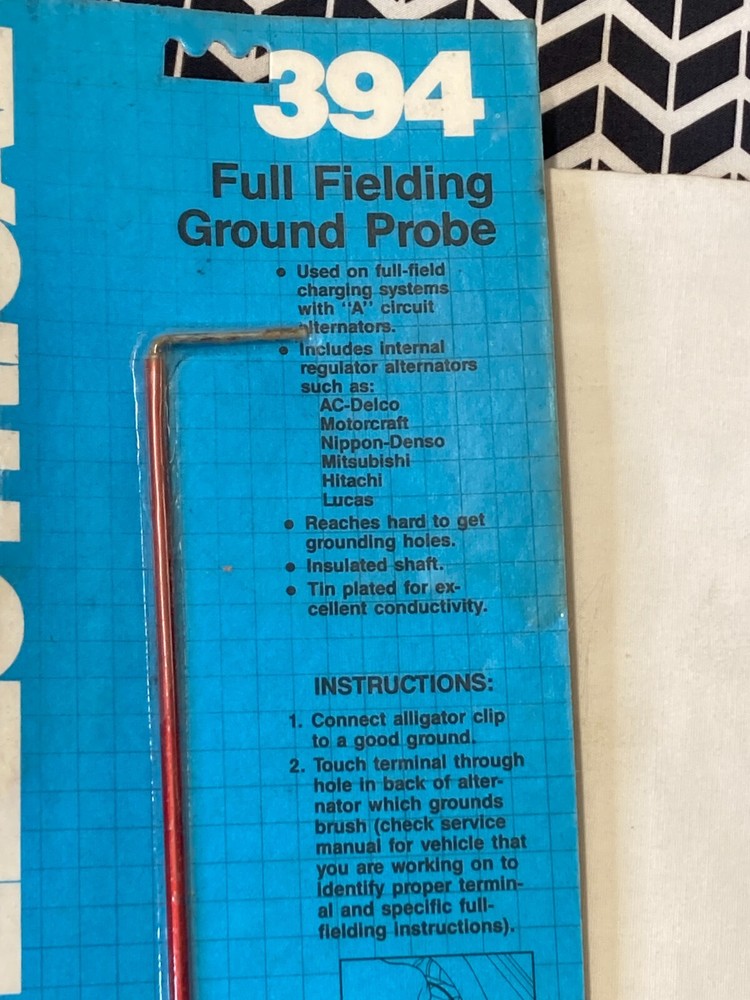 394
Full Fielding
Ground Probe
• Used on full-field
charging systems
with "A" circuit
alternators.
• Includes internal
regulator alternators
such as:
AC-Delco
Motorcraft
Nippon-Denso
Mitsubishi
Hitachi
Lucas
• Reaches hard to get
grounding holes.
• Insulated shaft.
• Tin plated for ex-
cellent conductivity.
INSTRUCTIONS:
1. Connect alligator clip
to a good ground.
2. Touch terminal through
hole in back of alter-
nator which grounds
brush (check service
manual for vehicle that
you are working on to
identify proper termin-
al and specific full-
fielding instructions).